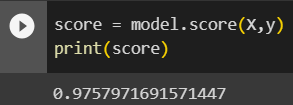 score = model.score(X,y)
print(score)
0.9757971691571447